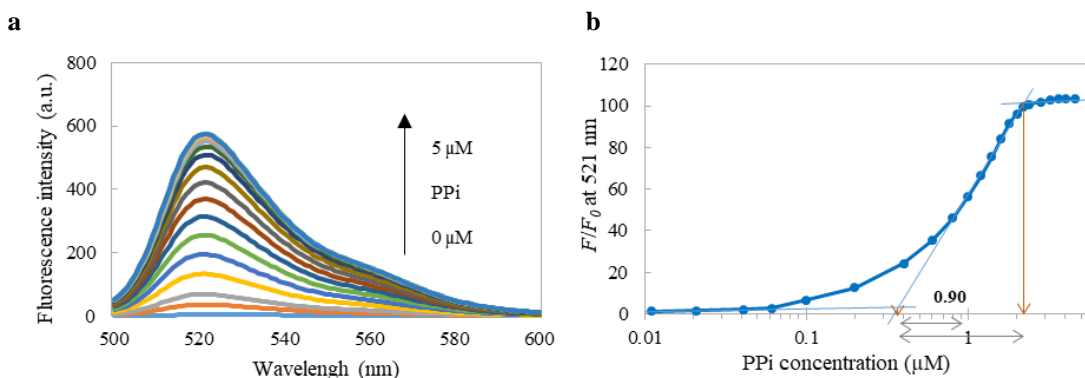 a
b
Fluorescence intensity (a.u.)
800
600
400
200
0
500
520
540
560
580
600
Wavelengh (nm)
5 μM
PPi
0 μM
F/F0 at 521 nm
120
100
80
60
40
20
0
0.01
0.1
1
PPi concentration (μM)
0.90